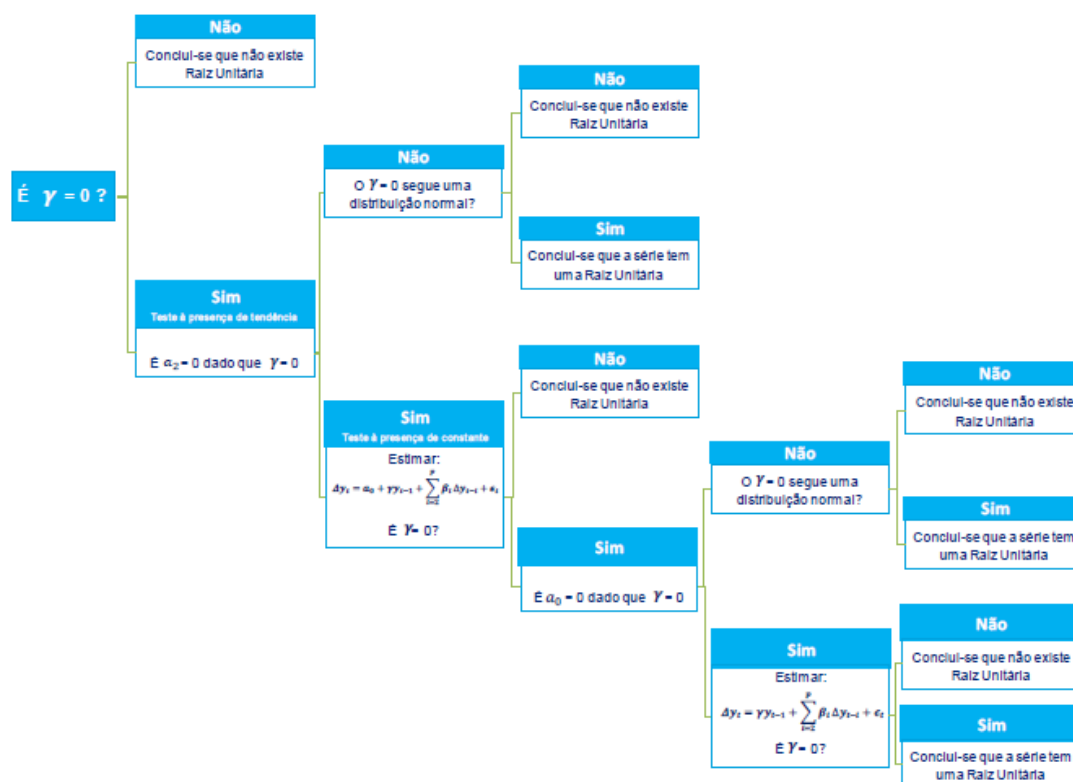 É γ = 0 ?
Não
Conclui-se que não existe
Raiz Unitária
Sim
Teste à presença de tendência
É a₂ = 0 dado que γ = 0
Não
O γ = 0 segue uma
distribuição normal?
Não
Conclui-se que não existe
Raiz Unitária
Sim
Conclui-se que a série tem
uma Raiz Unitária
Sim
Teste à presença de constante
Estimar:
Δyₜ = a₀ + γyₜ₋₁ + ∑ᵢ₌₂ᵖ βᵢ Δyₜ₋ᵢ + ϵₜ
É γ = 0?
Não
Conclui-se que não existe
Raiz Unitária
Sim
É a₀ = 0 dado que γ = 0
Não
O γ = 0 segue uma
distribuição normal?
Não
Conclui-se que não existe
Raiz Unitária
Sim
Conclui-se que a série tem
uma Raiz Unitária
Sim
Estimar:
Δyₜ = γyₜ₋₁ + ∑ᵢ₌₂ᵖ βᵢ Δyₜ₋ᵢ + ϵₜ
É γ = 0?
Não
Conclui-se que não existe
Raiz Unitária
Sim
Conclui-se que a série tem
uma Raiz Unitária